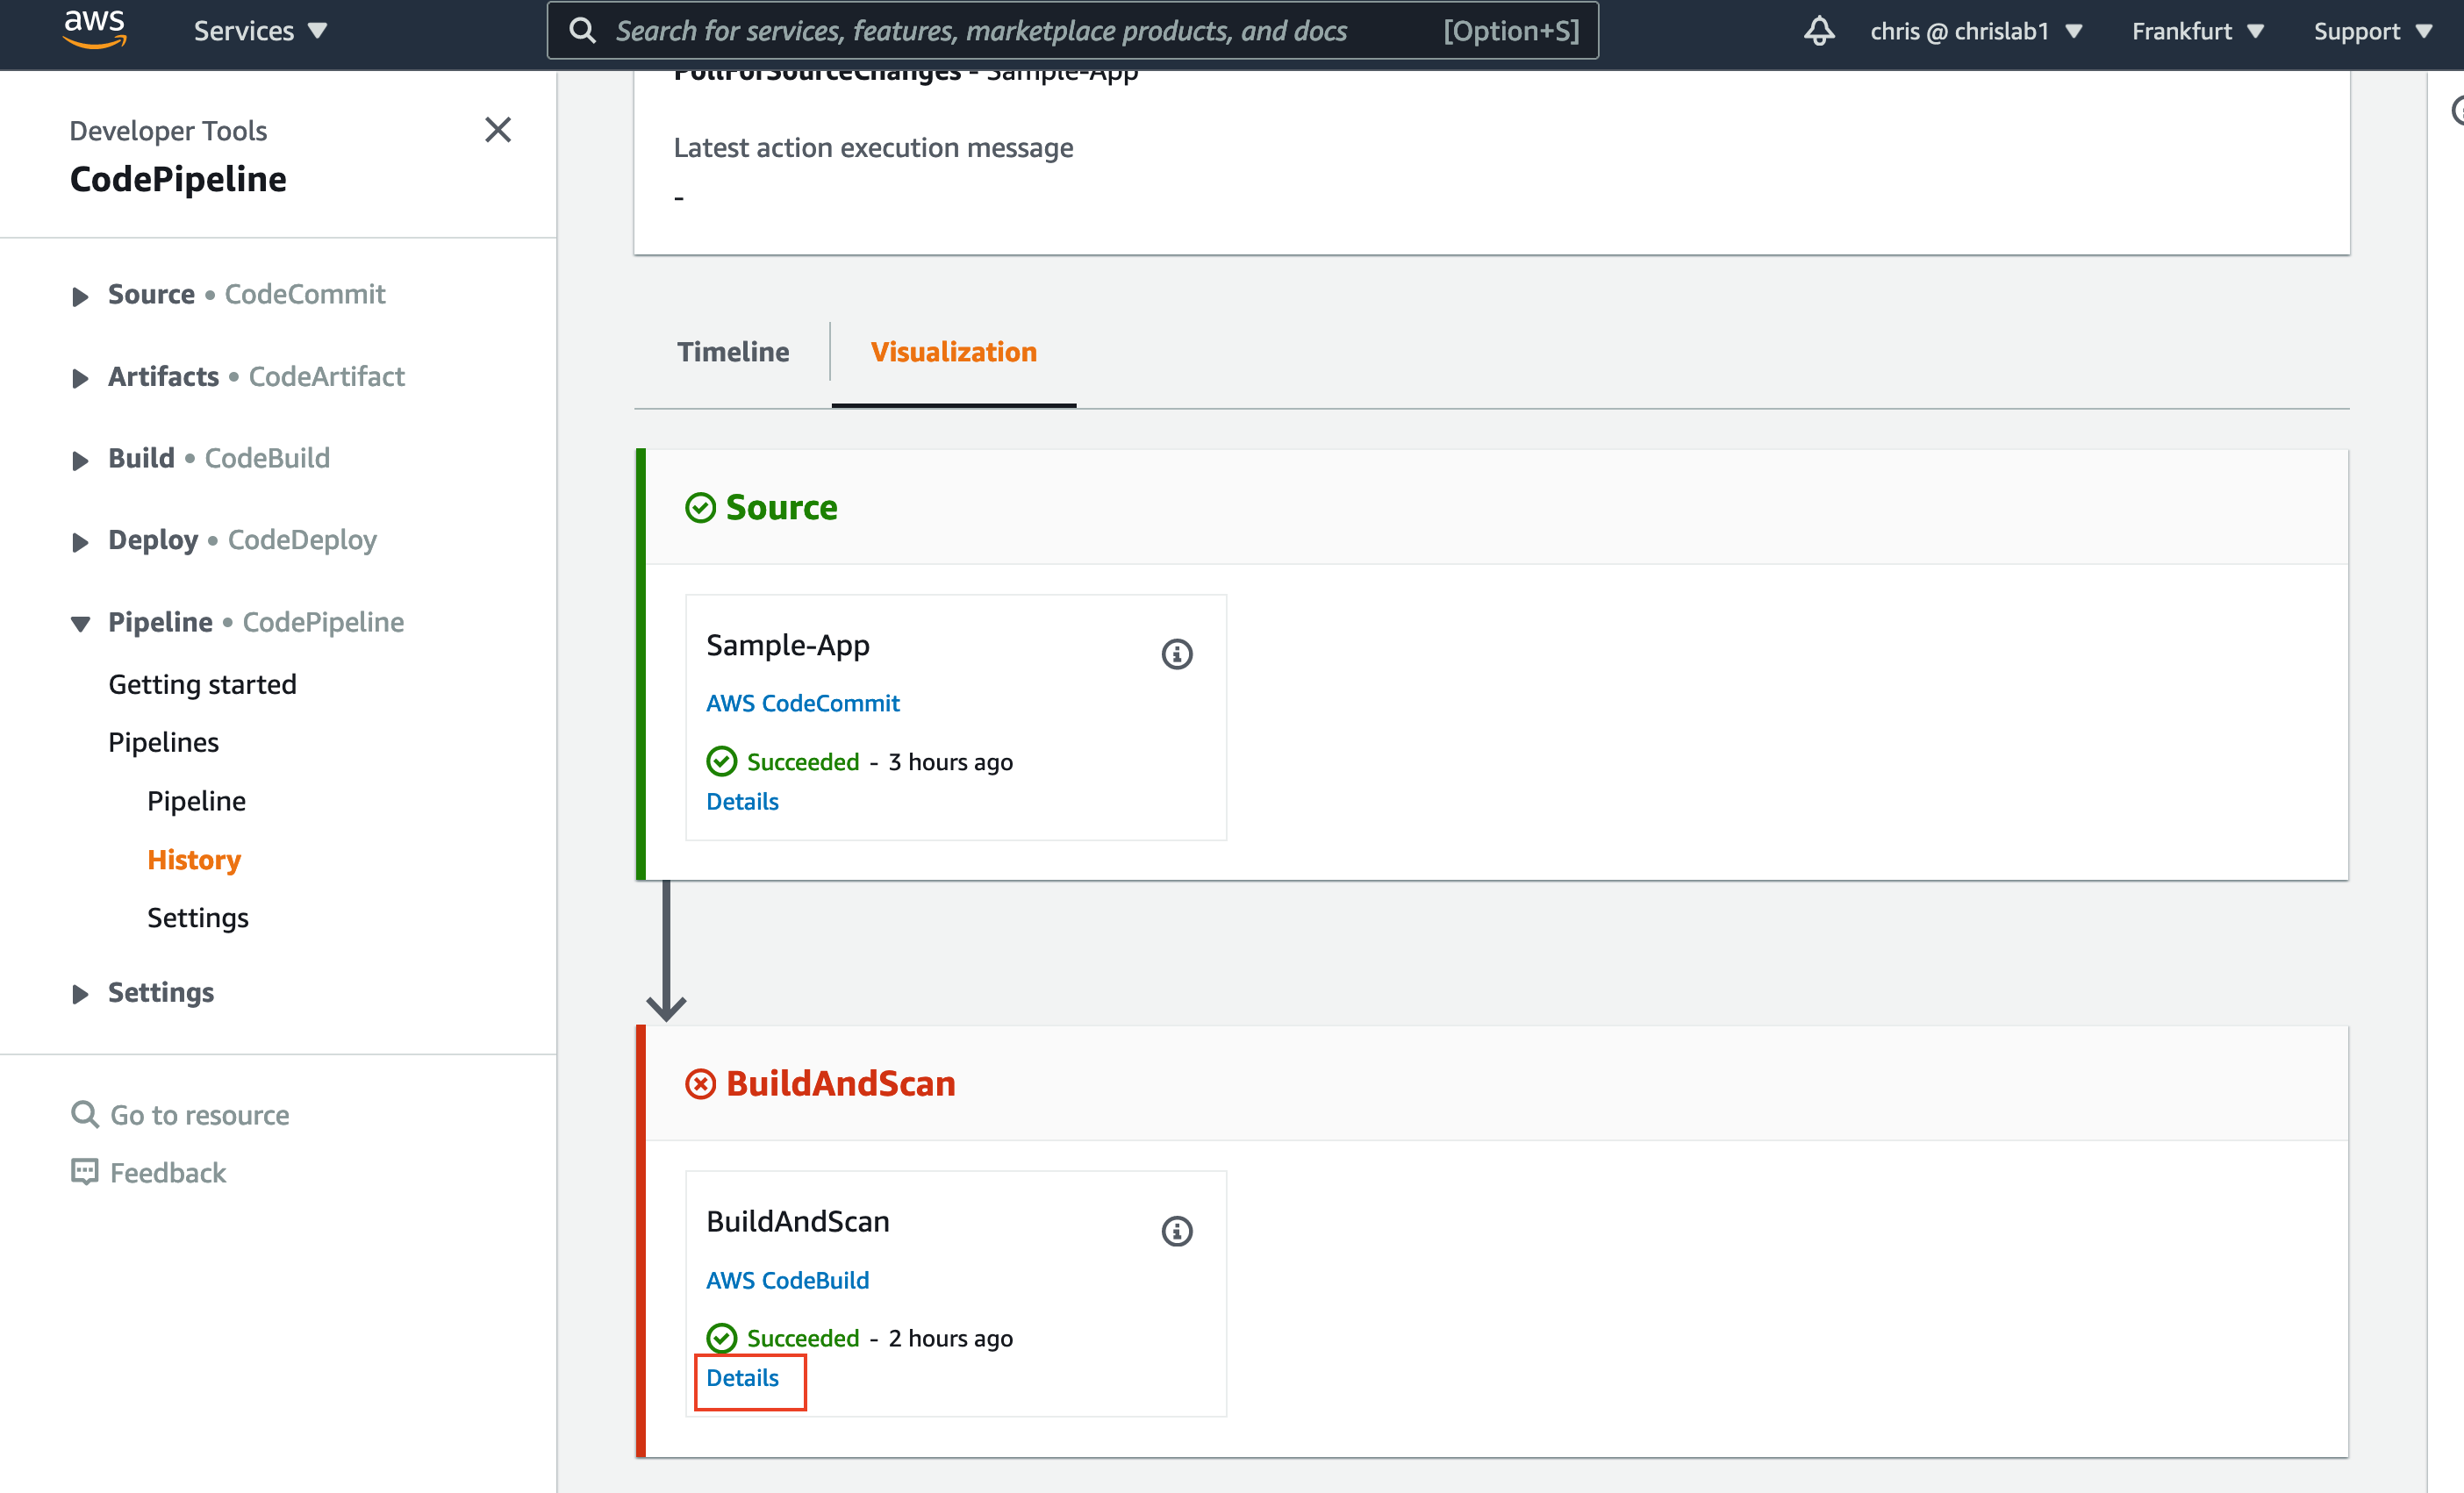 aws
Services
Search for services, features, marketplace products, and docs
[Option+S]
chris @ chrislab1
Frankfurt
Support
Developer Tools
CodePipeline
Source • CodeCommit
Artifacts • CodeArtifact
Build • CodeBuild
Deploy • CodeDeploy
Pipeline • CodePipeline
Getting started
Pipelines
Pipeline
History
Settings
Settings
Go to resource
Feedback
PollForSourceChanges - Sample-App
Latest action execution message
-
Timeline
Visualization
Source
Sample-App
AWS CodeCommit
Succeeded - 3 hours ago
Details
BuildAndScan
BuildAndScan
AWS CodeBuild
Succeeded - 2 hours ago
Details